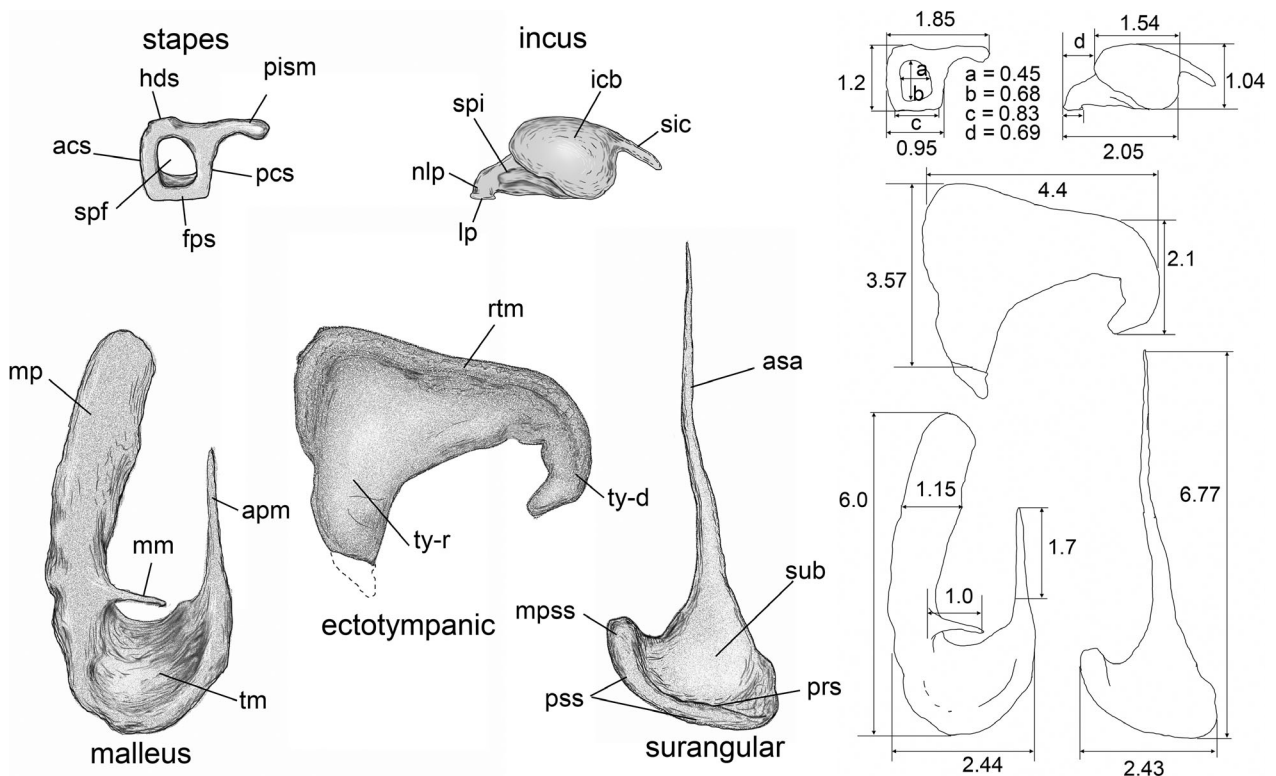 stapes
hds
pism
acs
pcs
spf
fps
incus
icb
spi
sic
nlp
lp
1.85
1.2
a
b
c
0.95
a = 0.45
b = 0.68
c = 0.83
d = 0.69
1.54
d
1.04
2.05
mp
apm
mm
tm
malleus
rtm
ty-d
ty-r
ectotympanic
asa
sub
mpss
pss
prs
surangular
4.4
3.57
2.1
6.0
1.15
1.7
1.0
2.44
6.77
2.43